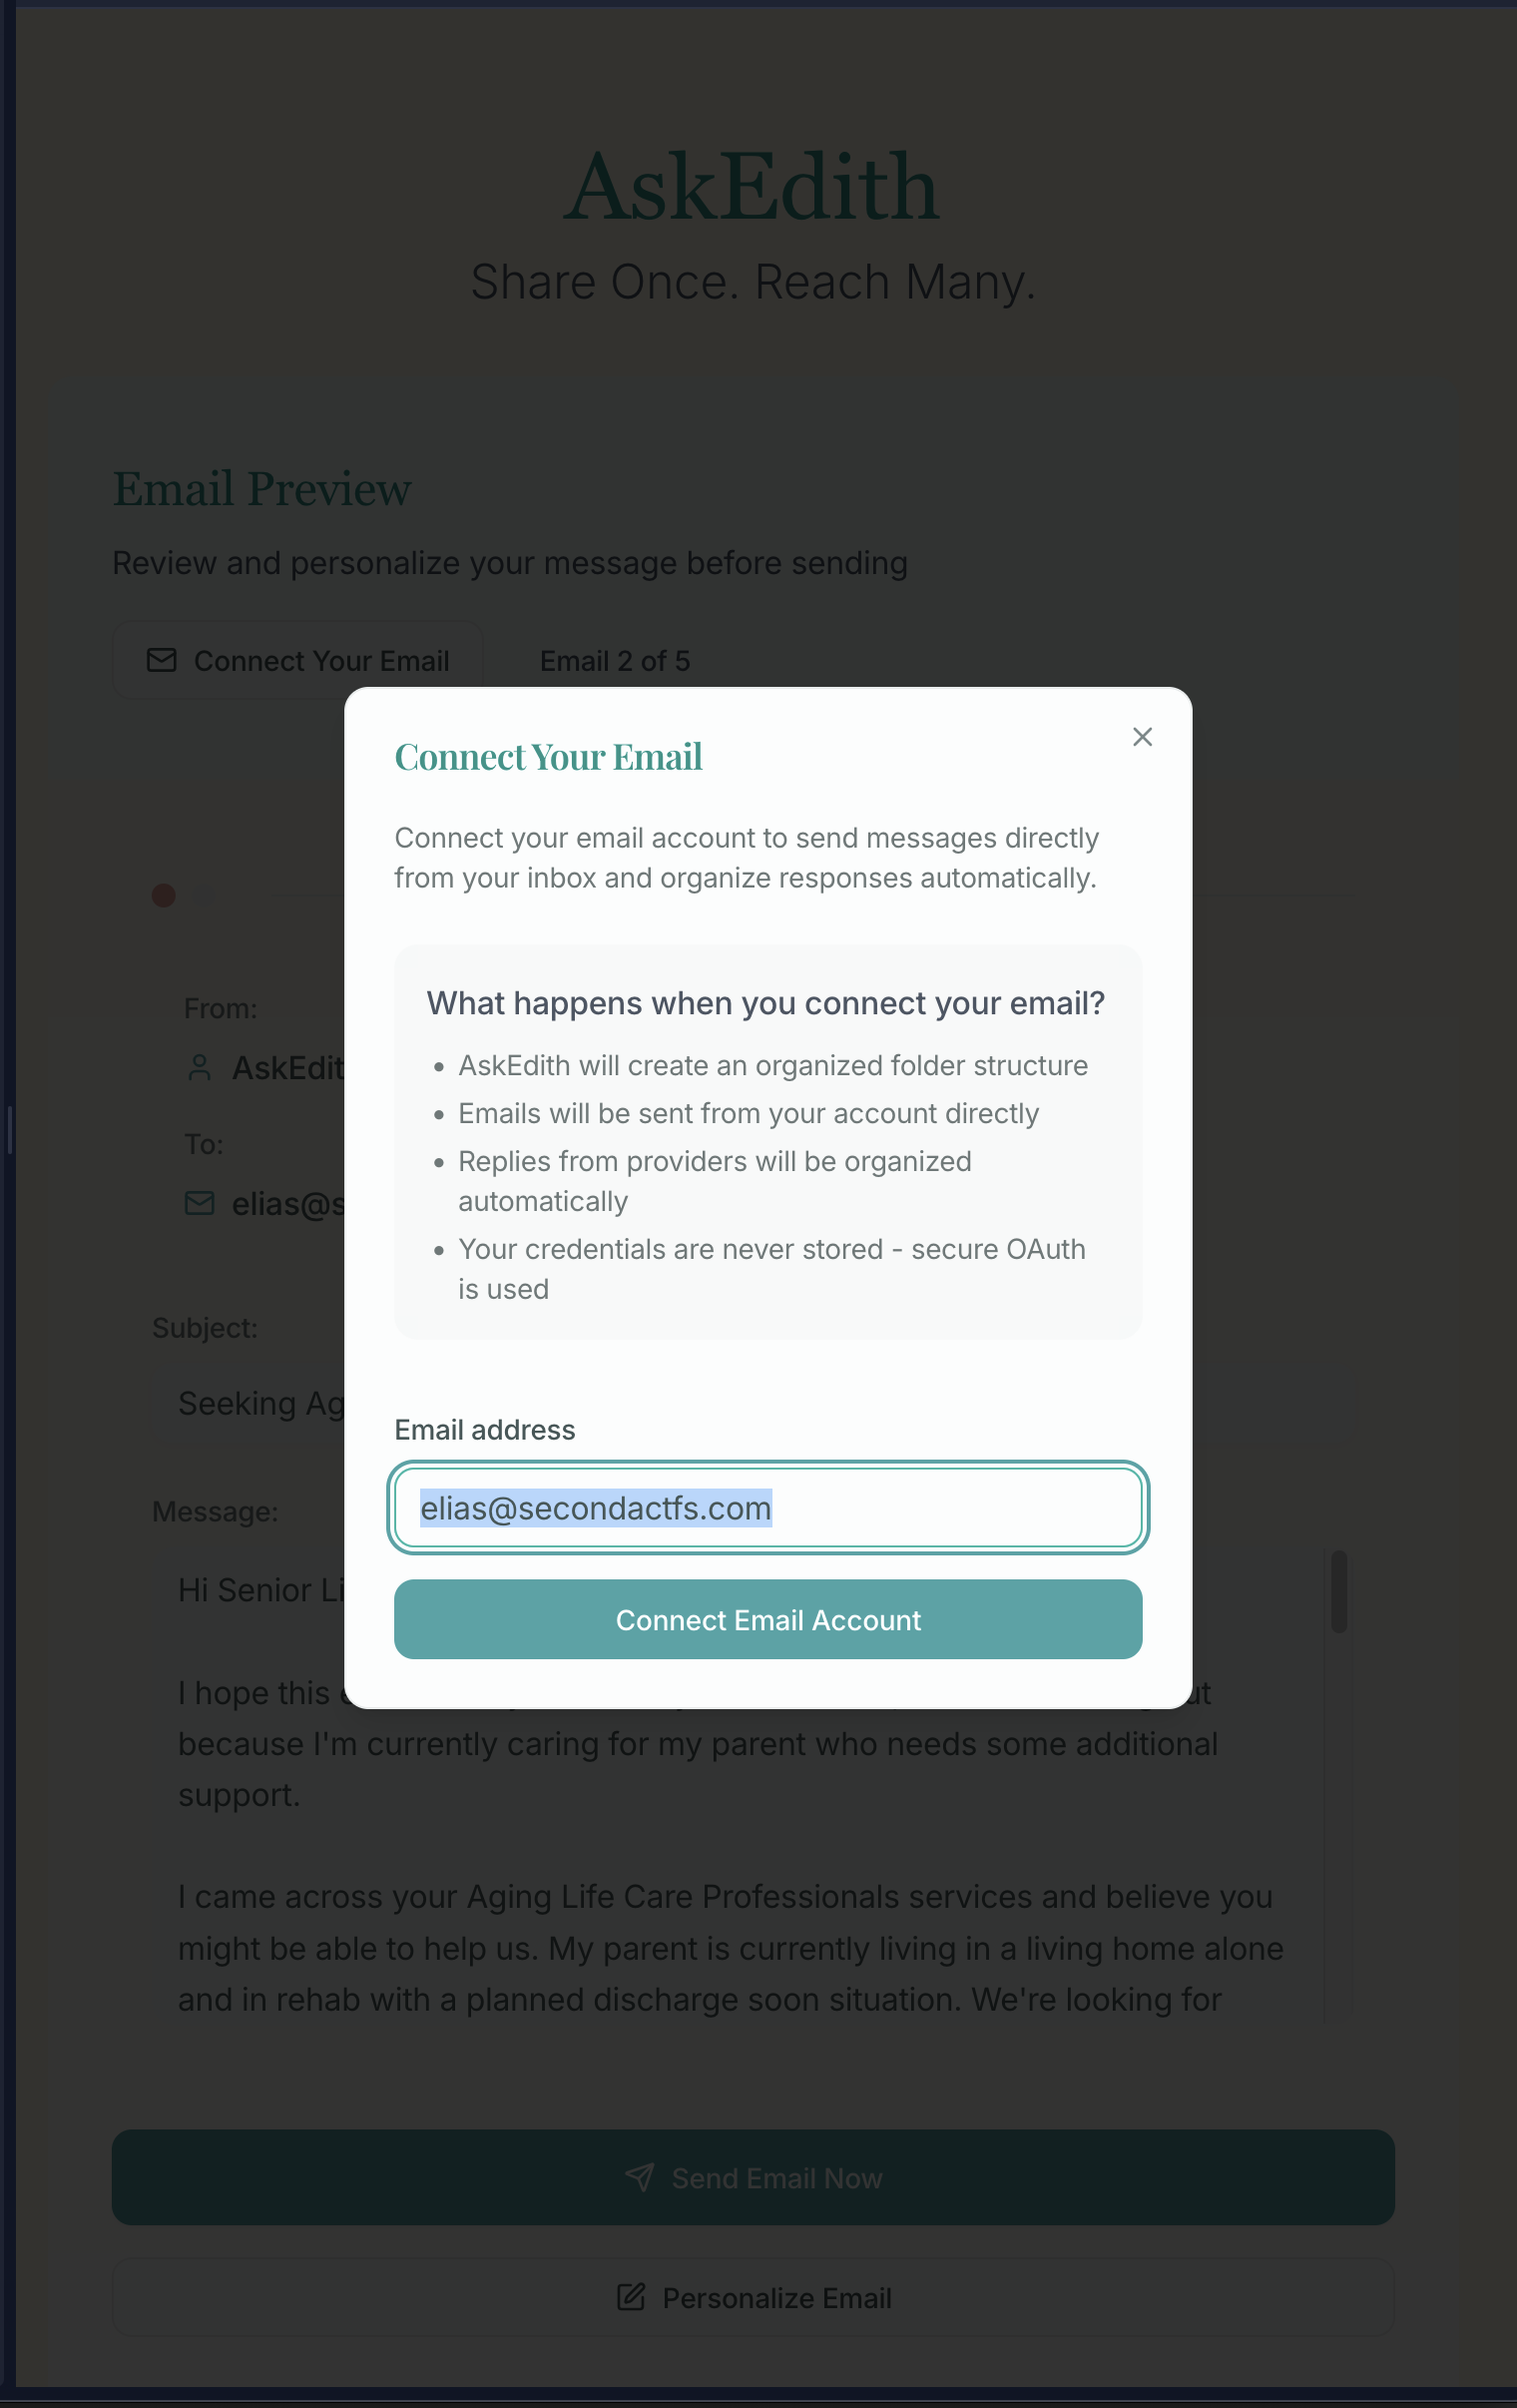 AskEdith
Share Once. Reach Many.
Email Preview
Review and personalize your message before sending
Connect Your Email
Email 2 of 5
Connect Your Email
Connect your email account to send messages directly
from your inbox and organize responses automatically.
What happens when you connect your email?
• AskEdith will create an organized folder structure
• Emails will be sent from your account directly
• Replies from providers will be organized
automatically
• Your credentials are never stored - secure OAuth
is used
Email address
elias@secondactfs.com
Connect Email Account
From:
AskEdit
To:
elias@s
Subject:
Seeking Ag
Message:
Hi Senior Li
I hope this
because I'm currently caring for my parent who needs some additional
support.
I came across your Aging Life Care Professionals services and believe you
might be able to help us. My parent is currently living in a living home alone
and in rehab with a planned discharge soon situation. We're looking for
Send Email Now
Personalize Email